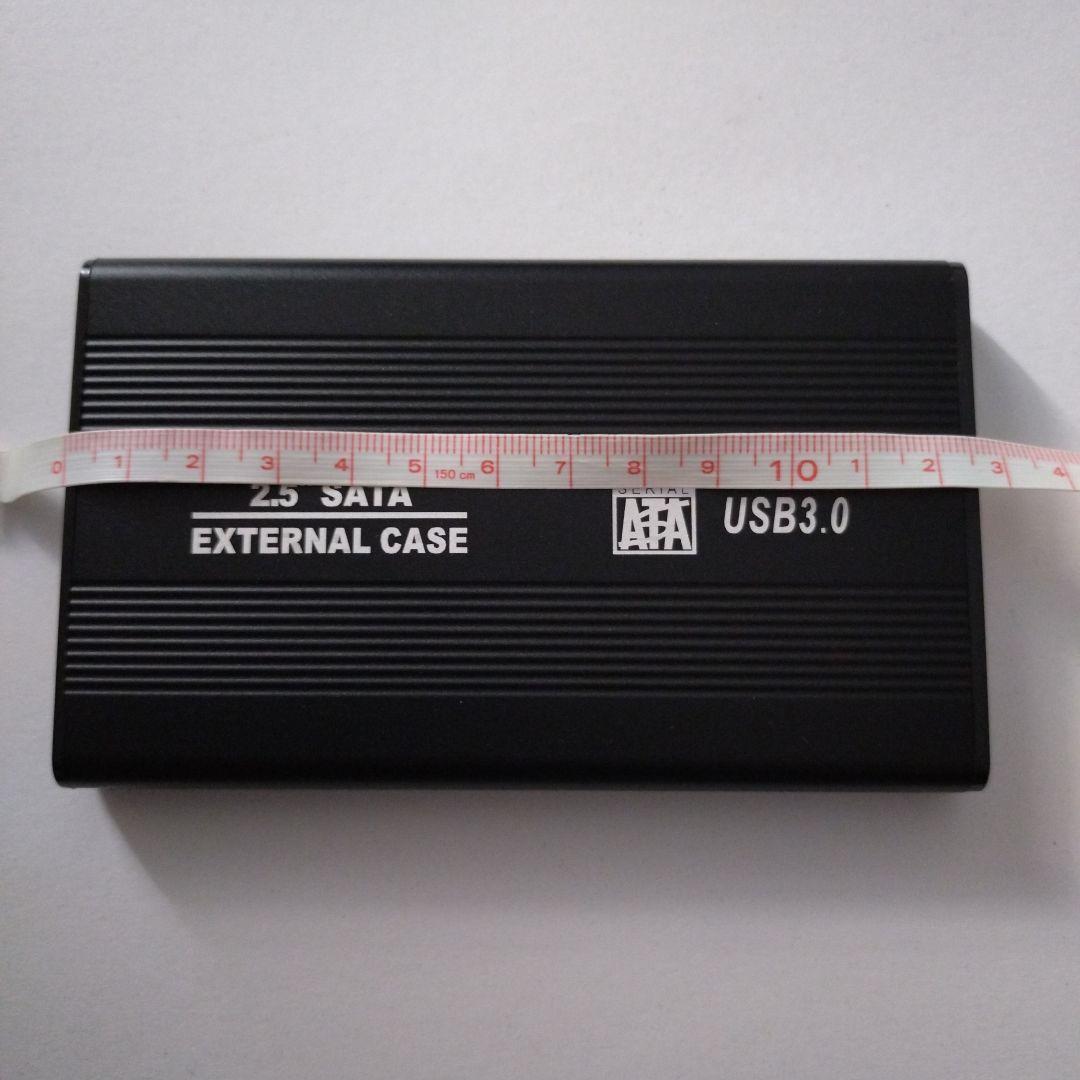 0 1 2 3 4 5 150 cm 6 7 8 9 10 1 2 3 4
2.5" SATA
EXTERNAL CASE
SERIAL
ATA
USB3.0